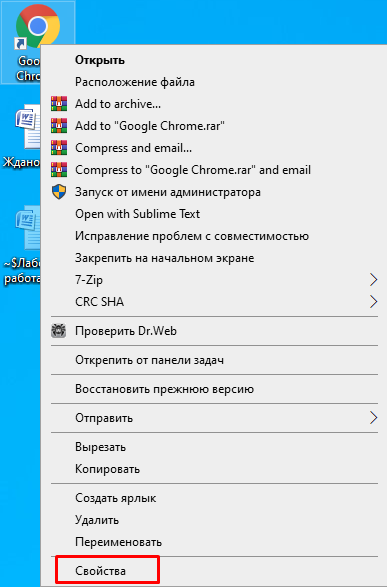 Goo
Chro
Открыть
Расположение файла
Add to archive...
Add to "Google Chrome.rar"
Compress and email...
Compress to "Google Chrome.rar" and email
Запуск от имени администратора
Open with Sublime Text
Исправление проблем с совместимостью
Закрепить на начальном экране
7-Zip
CRC SHA
Проверить Dr.Web
Открепить от панели задач
Восстановить прежнюю версию
Отправить
Вырезать
Копировать
Создать ярлык
Удалить
Переименовать
Свойства
Ждано
~$Лабо
работа